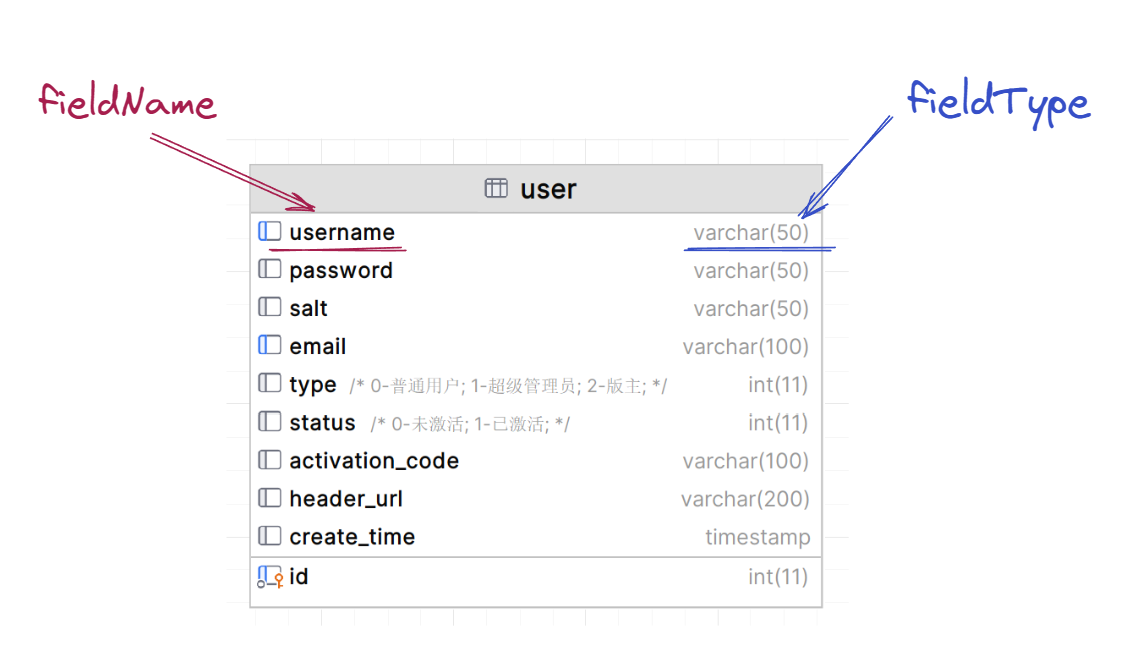 fieldName
fieldType
user
username varchar(50)
password varchar(50)
salt varchar(50)
email varchar(100)
type /* 0-普通用户; 1-超级管理员; 2-版主; */ int(11)
status /* 0-未激活; 1-已激活; */ int(11)
activation_code varchar(100)
header_url varchar(200)
create_time timestamp
id int(11)